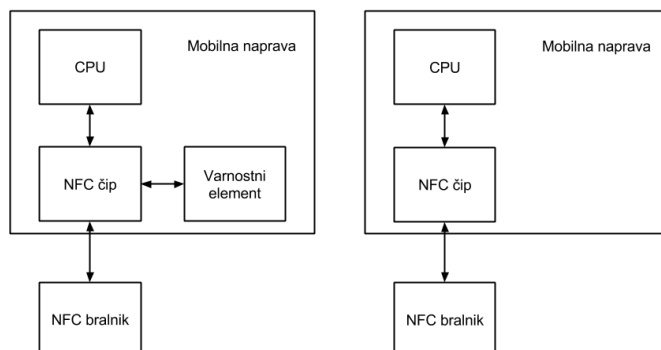 Mobilna naprava
CPU
NFC čip
Varnostni
element
NFC bralnik
Mobilna naprava
CPU
NFC čip
NFC bralnik